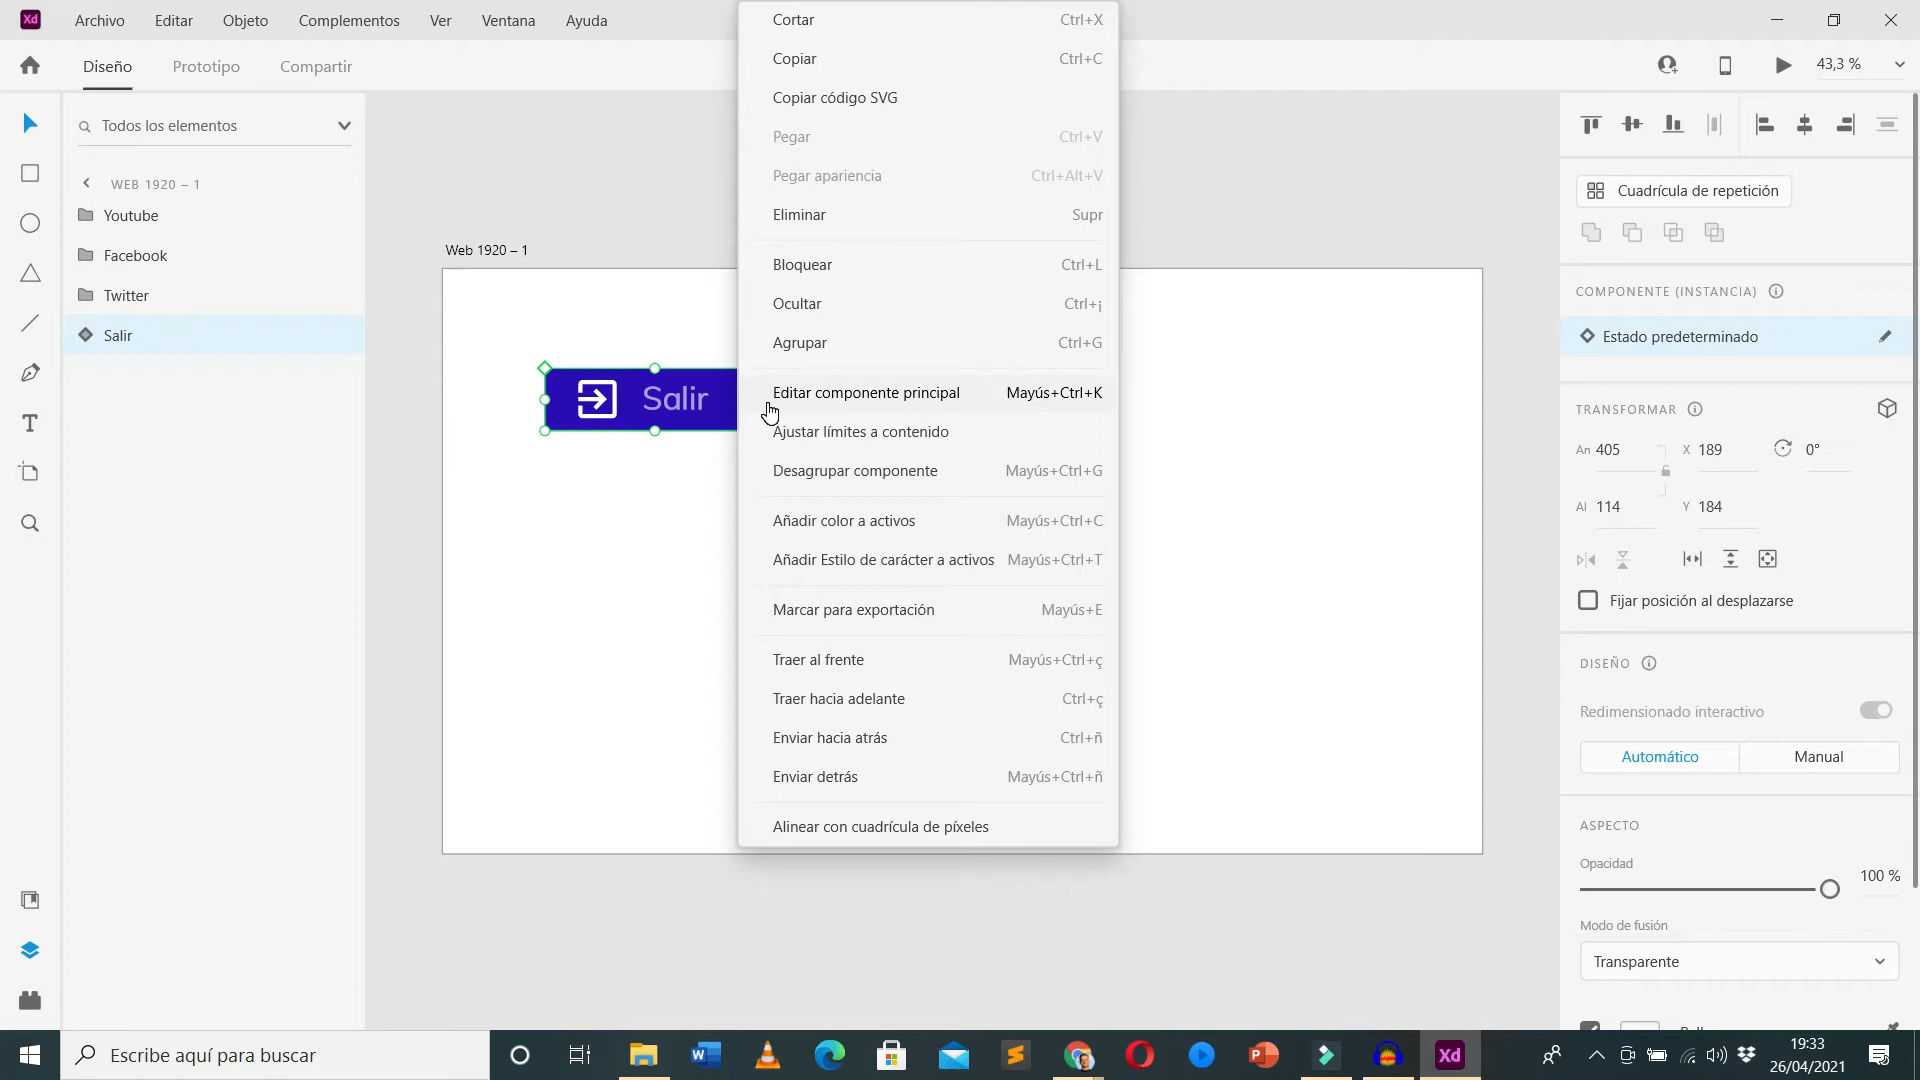 Xd Archivo Editar Objeto Complementos Ver Ventana Ayuda
Diseño Prototipo Compartir
43,3 %
Todos los elementos
WEB 1920 – 1
Youtube
Facebook
Twitter
Salir
Web 1920 – 1
Salir
Cortar Ctrl+X
Copiar Ctrl+C
Copiar código SVG
Pegar Ctrl+V
Pegar apariencia Ctrl+Alt+V
Eliminar Supr
Bloquear Ctrl+L
Ocultar Ctrl+¡
Agrupar Ctrl+G
Editar componente principal Mayús+Ctrl+K
Ajustar límites a contenido
Desagrupar componente Mayús+Ctrl+G
Añadir color a activos Mayús+Ctrl+C
Añadir Estilo de carácter a activos Mayús+Ctrl+T
Marcar para exportación Mayús+E
Traer al frente Mayús+Ctrl+ç
Traer hacia adelante Ctrl+ç
Enviar hacia atrás Ctrl+ñ
Enviar detrás Mayús+Ctrl+ñ
Alinear con cuadrícula de píxeles
Cuadrícula de repetición
COMPONENTE (INSTANCIA)
Estado predeterminado
TRANSFORMAR
An 405 X 189 0°
Al 114 Y 184
Fijar posición al desplazarse
DISEÑO
Redimensionado interactivo
Automático Manual
ASPECTO
Opacidad
100 %
Modo de fusión
Transparente
Escribe aquí para buscar
W
P
Xd
19:33
26/04/2021